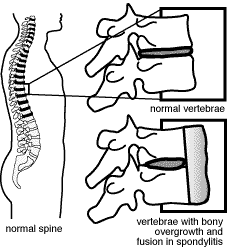 normal vertebrae
normal spine
vertebrae with bony
overgrowth and
fusion in spondylitis